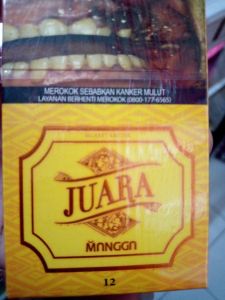 MEROKOK SEBABKAN KANKER MULUT
LAYANAN BERHENTI MEROKOK (0800-177-6565)
JUARA
MANGGA
12